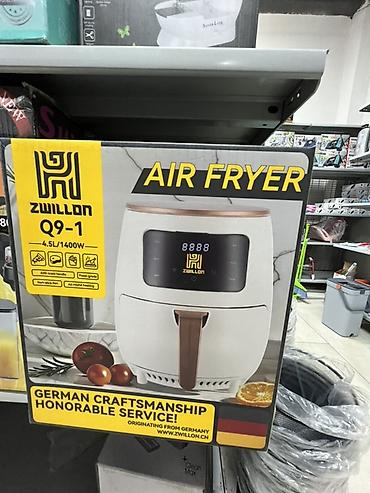 AIR FRYER
ZWILLON
Q9-1
4.5L/1400W
8888
ZWILLON
GERMAN CRAFTSMANSHIP
HONORABLE SERVICE!
ORIGINATING FROM GERMANY
WWW.ZWILLON.CN